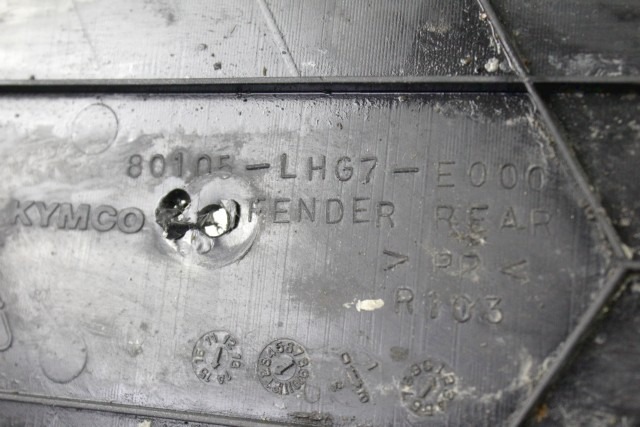 80105-LHG7-E000
KYMCO FENDER REAR
>PP<
R103